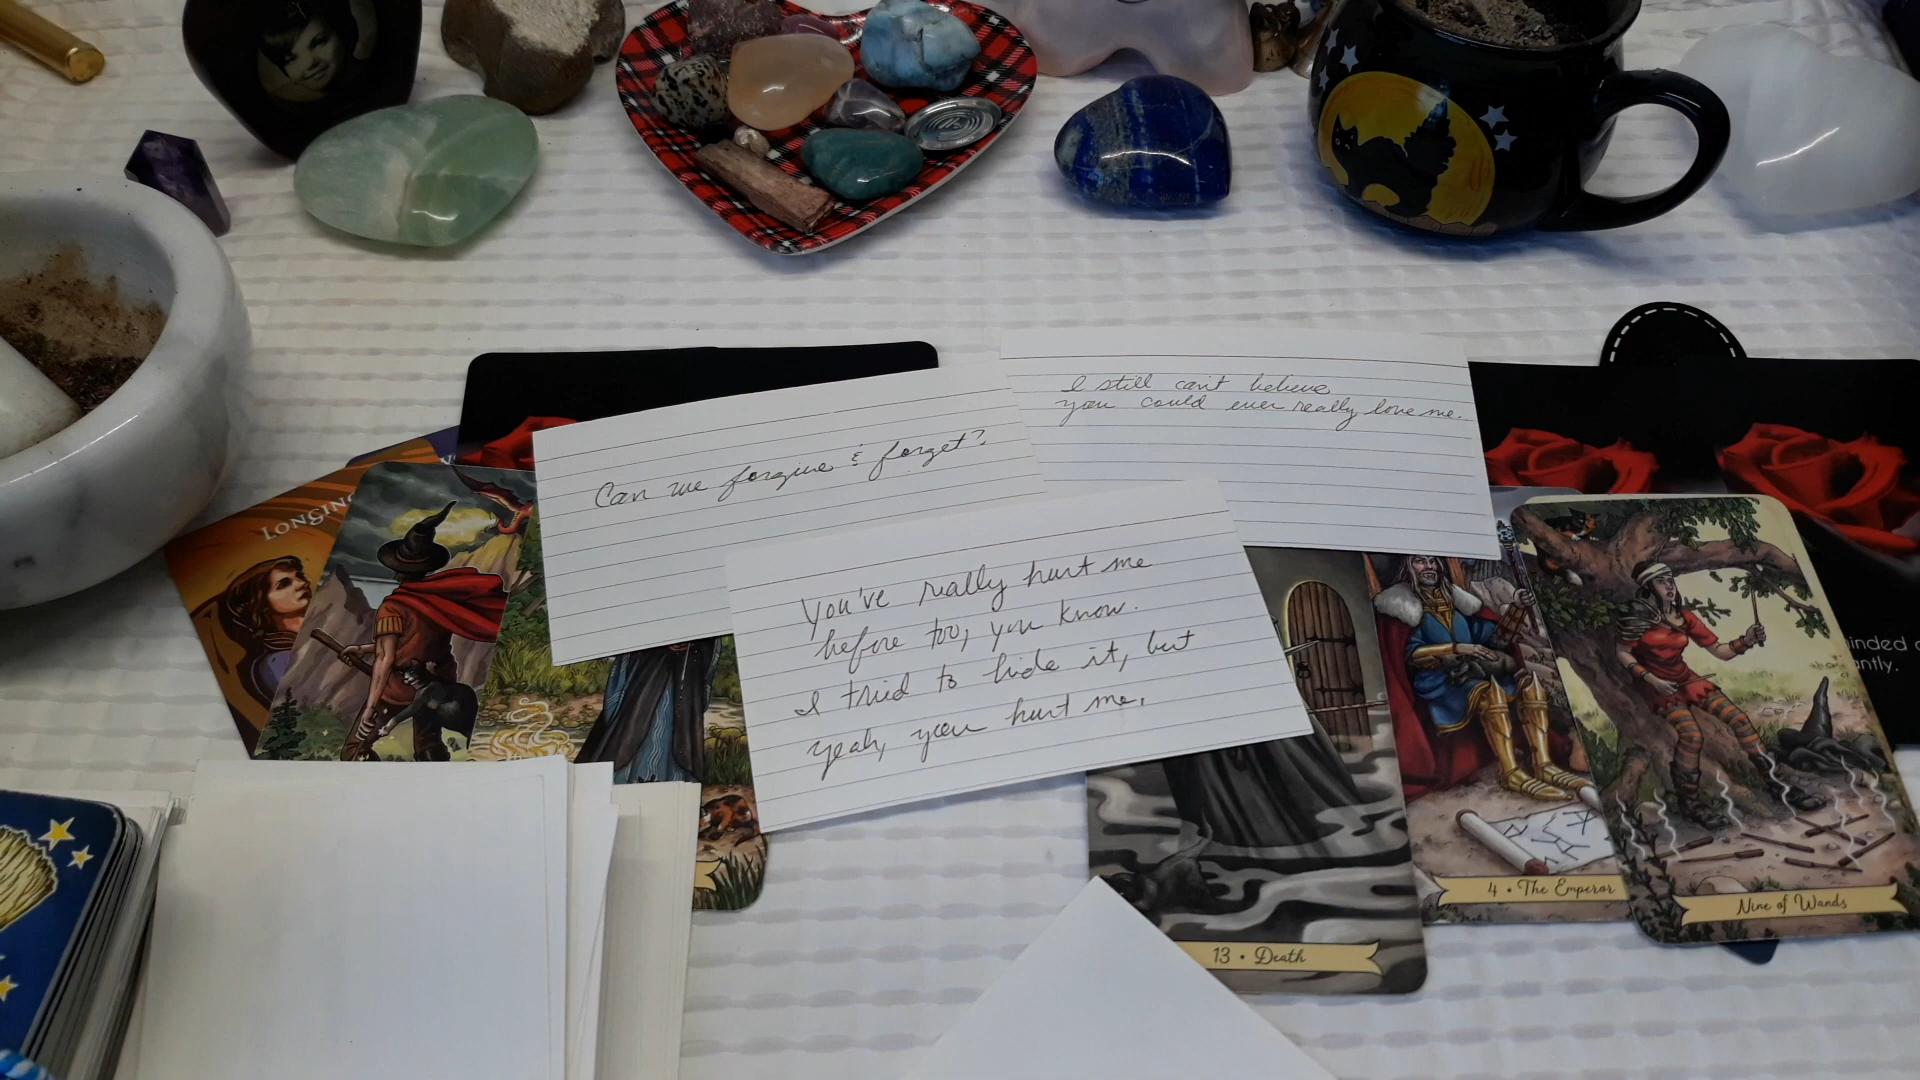 I still can't believe
you could ever really love me.
Can we forgive & forget?
You've really hurt me
before too, you know.
I tried to hide it, but
yeah, you hurt me.
LONGING
4 • The Emperor
Nine of Wands
13 • Death